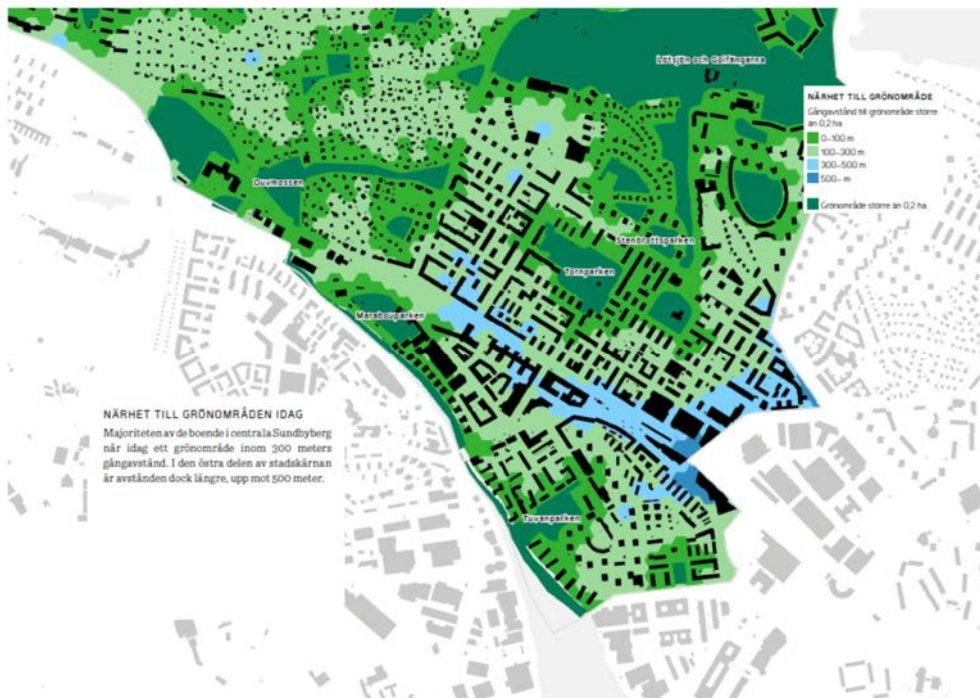 Lötsjön och Golfängarna
NÄRHET TILL GRÖNOMRÅDE
Gångavstånd till grönområde större
än 0,2 ha
0–100 m
100–300 m
300–500 m
500– m
Grönområde större än 0,2 ha
Duvmossen
Stenbrottsparken
Tornparken
Marabouparken
NÄRHET TILL GRÖNOMRÅDEN IDAG
Majoriteten av de boende i centrala Sundbyberg
når idag ett grönområde inom 300 meters
gångavstånd. I den östra delen av stadskärnan
är avstånden dock längre, upp mot 500 meter.
Tuvanparken